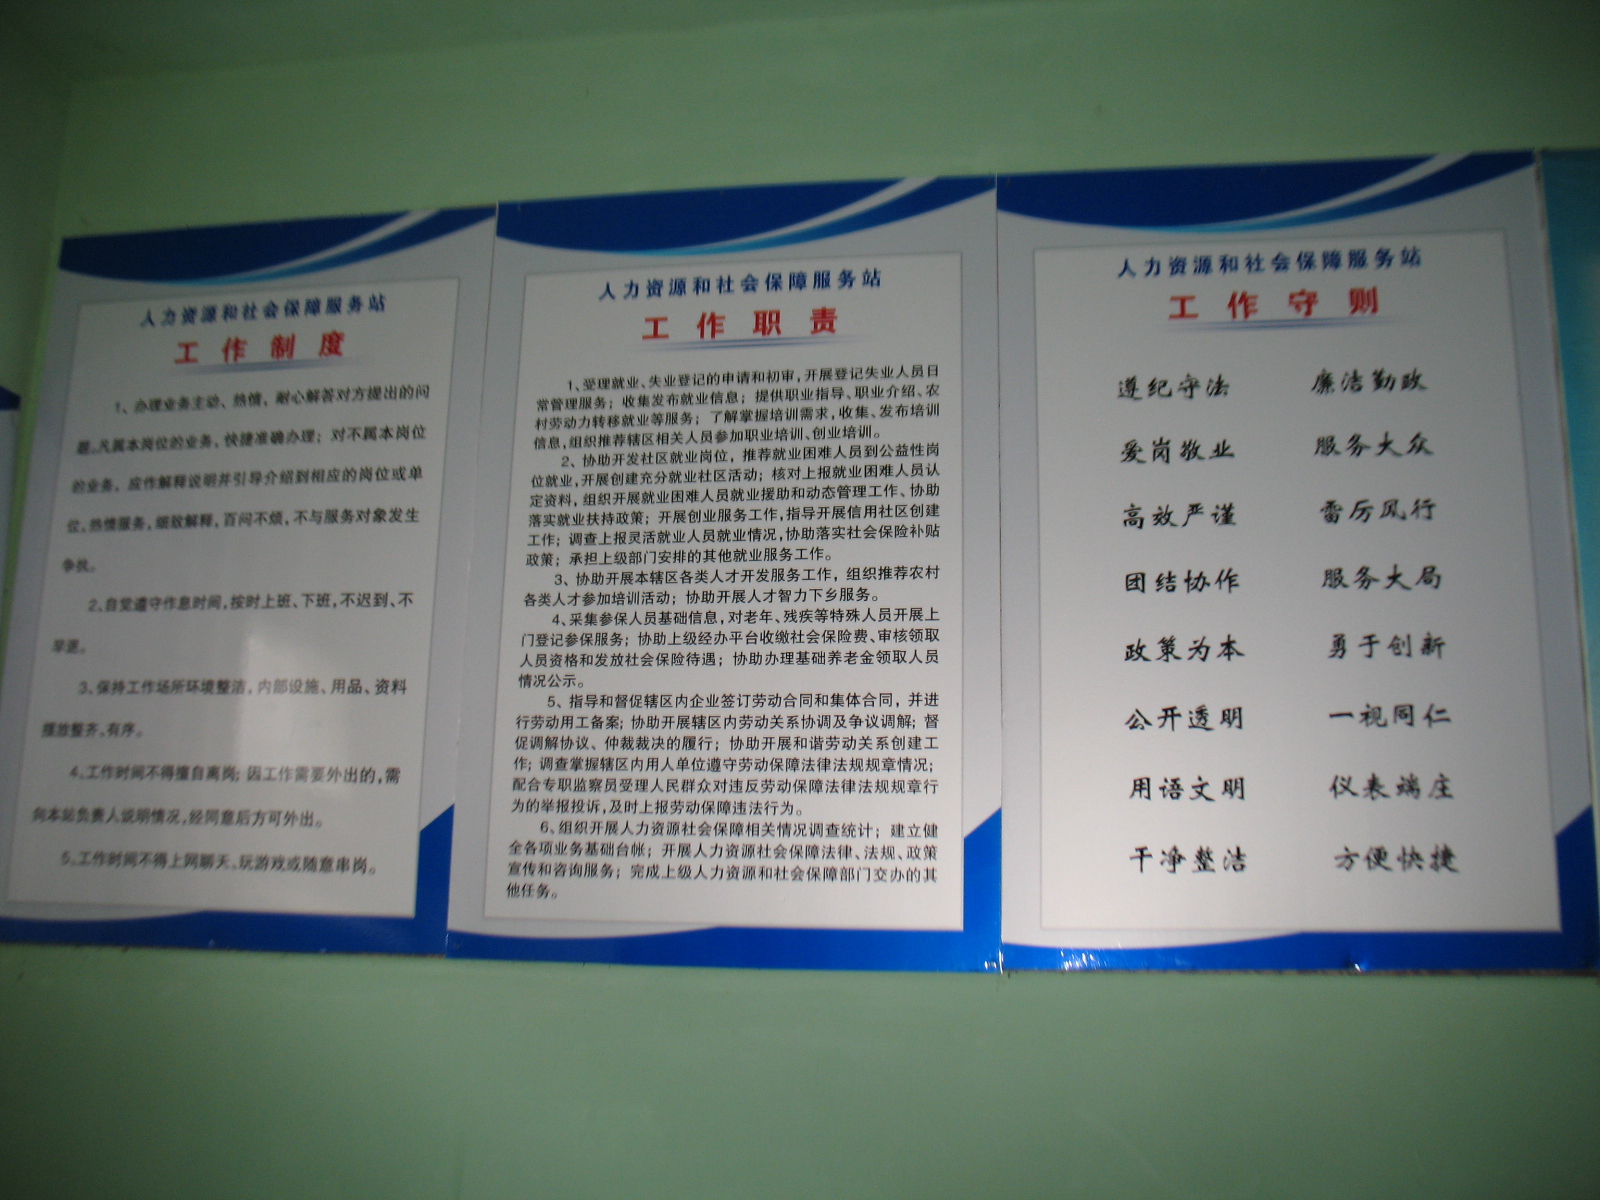 人力资源和社会保障服务站
工作制度
1、办理业务主动、热情、耐心解答对方提出的问
题。凡属本岗位的业务，快捷准确办理；对不属本岗位
的业务，应作解释说明并引导介绍到相应的岗位或单
位。热情服务，细致解释，百问不烦，不与服务对象发生
争执。
2、自觉遵守作息时间，按时上班、下班，不迟到、不
早退。
3、保持工作场所环境整洁，内部设施、用品、资料
摆放整齐、有序。
4、工作时间不得擅自离岗；因工作需要外出的，需
向本站负责人说明情况，经同意后方可外出。
5、工作时间不得上网聊天、玩游戏或随意串岗。
人力资源和社会保障服务站
工作职责
1、受理就业、失业登记的申请和初审，开展登记失业人员日
常管理服务；收集发布就业信息；提供职业指导、职业介绍、农
村劳动力转移就业等服务；了解掌握培训需求，收集、发布培训
信息，组织推荐辖区相关人员参加职业培训、创业培训。
2、协助开发社区就业岗位，推荐就业困难人员到公益性岗
位就业，开展创建充分就业社区活动；核对上报就业困难人员认
定资料，组织开展就业困难人员就业援助和动态管理工作、协助
落实就业扶持政策；开展创业服务工作，指导开展信用社区创建
工作；调查上报灵活就业人员就业情况，协助落实社会保险补贴
政策；承担上级部门安排的其他就业服务工作。
3、协助开展本辖区各类人才开发服务工作，组织推荐农村
各类人才参加培训活动；协助开展人才智力下乡服务。
4、采集参保人员基础信息，对老年、残疾等特殊人员开展上
门登记参保服务；协助上级经办平台收缴社会保险费、审核领取
人员资格和发放社会保险待遇；协助办理基础养老金领取人员
情况公示。
5、指导和督促辖区内企业签订劳动合同和集体合同，并进
行劳动用工备案；协助开展辖区内劳动关系协调及争议调解；督
促调解协议、仲裁裁决的履行；协助开展和谐劳动关系创建工
作；调查掌握辖区内用人单位遵守劳动保障法律法规规章情况；
配合专职监察员受理人民群众对违反劳动保障法律法规规章行
为的举报投诉，及时上报劳动保障违法行为。
6、组织开展人力资源社会保障相关情况调查统计；建立健
全各项业务基础台帐；开展人力资源社会保障法律、法规、政策
宣传和咨询服务；完成上级人力资源和社会保障部门交办的其
他任务。
人力资源和社会保障服务站
工作守则
遵纪守法 廉洁勤政
爱岗敬业 服务大众
高效严谨 雷厉风行
团结协作 服务大局
政策为本 勇于创新
公开透明 一视同仁
用语文明 仪表端庄
干净整洁 方便快捷